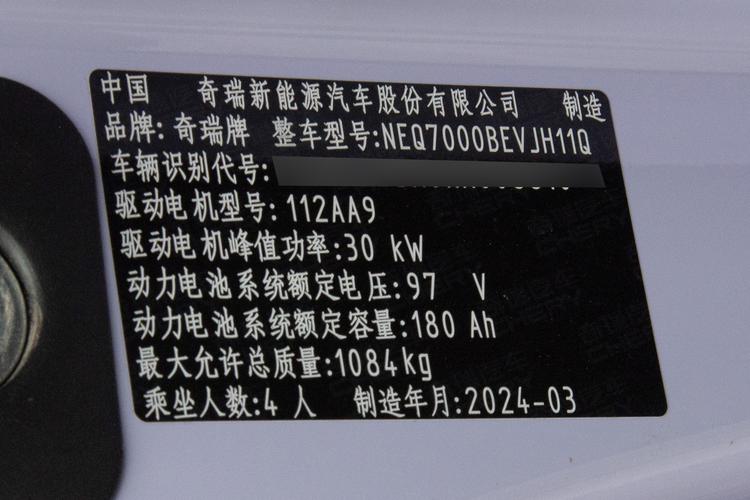 中国 奇瑞新能源汽车股份有限公司 制造
品牌: 奇瑞牌 整车型号:NEQ7000BEVJH11Q
车辆识别代号:
驱动电机型号: 112AA9
驱动电机峰值功率:30 kW
动力电池系统额定电压:97 V
动力电池系统额定容量:180 Ah
最大允许总质量:1084kg
乘坐人数:4 人 制造年月:2024-03